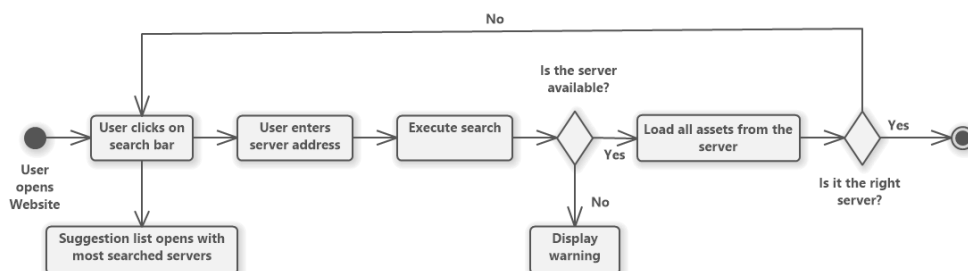 No
Is the server
available?
User clicks on
search bar
User enters
server address
Execute search
Load all assets from the
server
Yes
Yes
User
opens
Website
Is it the right
server?
No
Suggestion list opens with
most searched servers
Display
warning